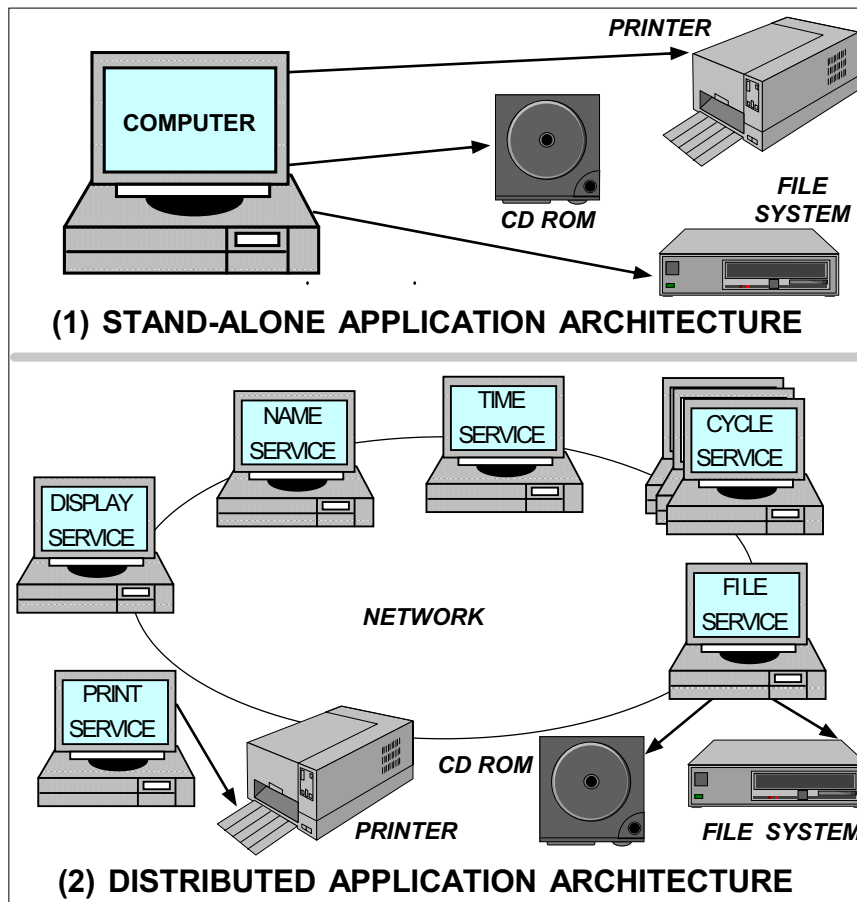 PRINTER
COMPUTER
CD ROM
FILE
SYSTEM
(1) STAND-ALONE APPLICATION ARCHITECTURE
NAME
SERVICE
TIME
SERVICE
CYCLE
SERVICE
DISPLAY
SERVICE
NETWORK
FILE
SERVICE
PRINT
SERVICE
CD ROM
PRINTER
FILE SYSTEM
(2) DISTRIBUTED APPLICATION ARCHITECTURE